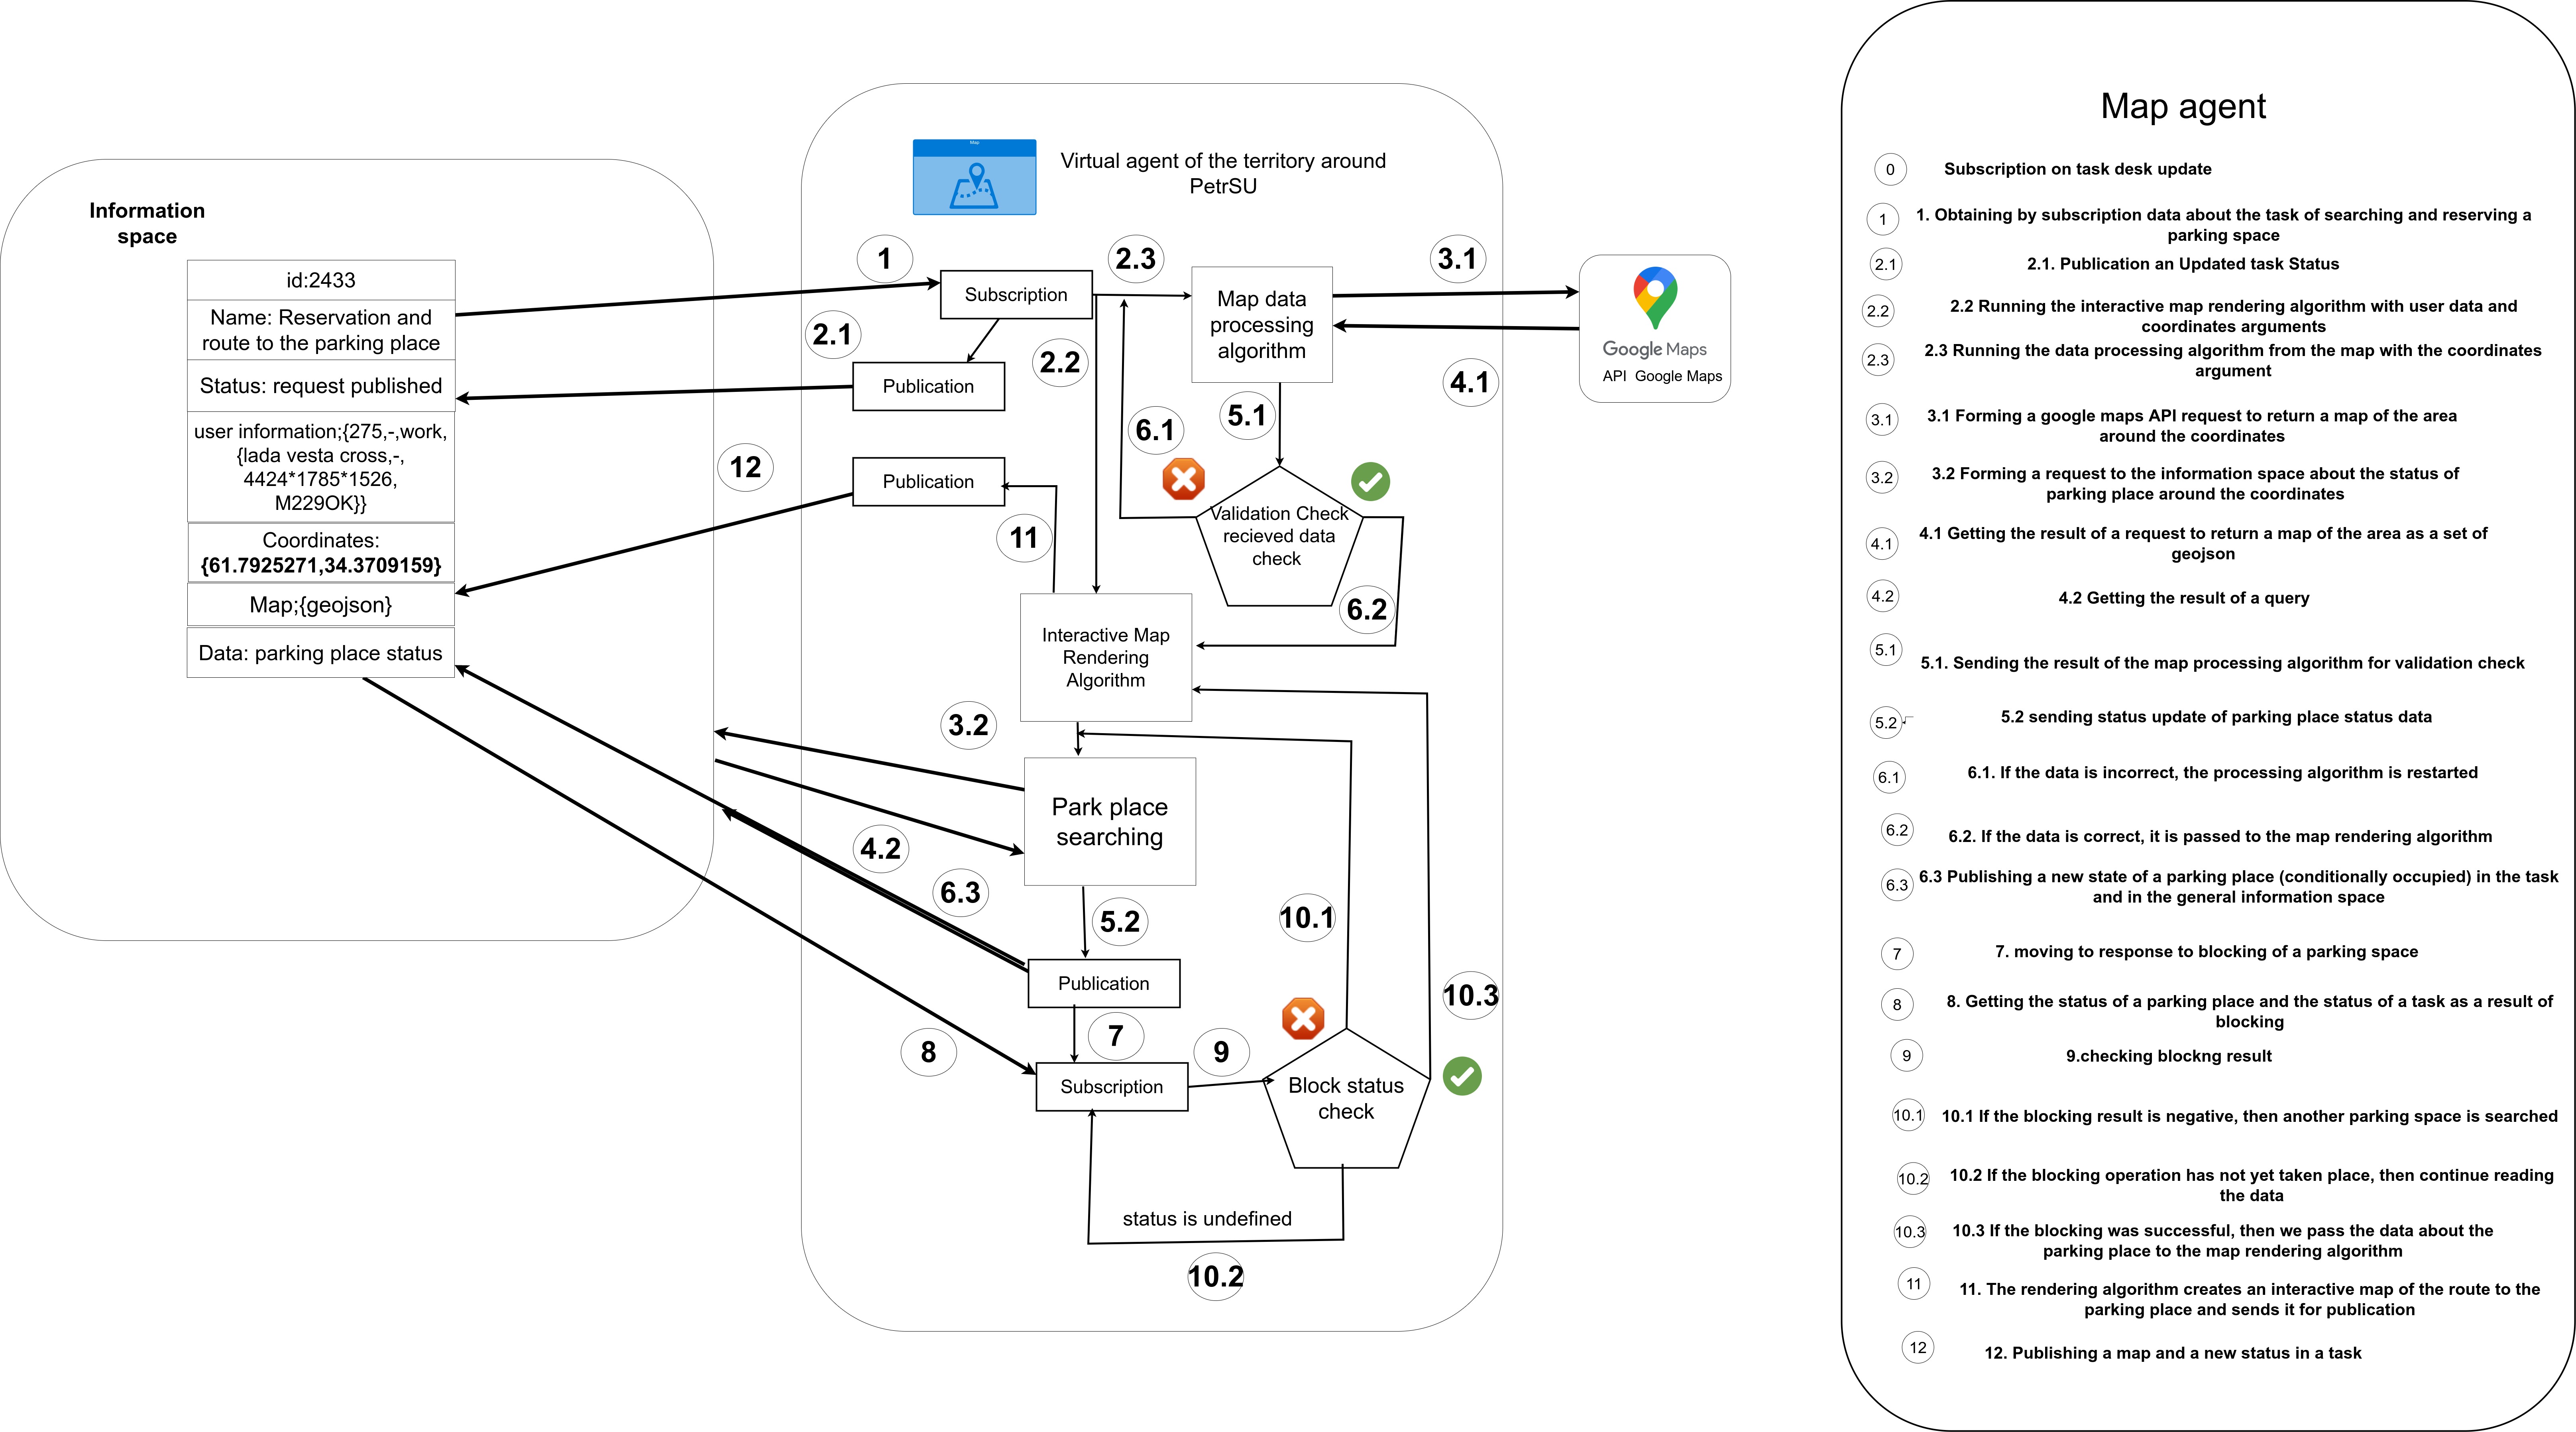 Information
space
id:2433
Name: Reservation and
route to the parking place
Status: request published
user information;{275,-,work,
{lada vesta cross,-,
4424*1785*1526,
M229OK}}
Coordinates:
{61.7925271,34.3709159}
Map;{geojson}
Data: parking place status
Map
Virtual agent of the territory around
PetrSU
1
Subscription
2.3
Map data
processing
algorithm
3.1
Google Maps
API Google Maps
2.1
2.2
Publication
4.1
6.1
5.1
12
Publication
11
Validation Check
recieved data
check
6.2
Interactive Map
Rendering
Algorithm
3.2
Park place
searching
4.2
6.3
5.2
10.1
Publication
10.3
7
8
9
Subscription
Block status
check
status is undefined
10.2
Map agent
0
Subscription on task desk update
1
1. Obtaining by subscription data about the task of searching and reserving a
parking space
2.1
2.1. Publication an Updated task Status
2.2
2.2 Running the interactive map rendering algorithm with user data and
coordinates arguments
2.3
2.3 Running the data processing algorithm from the map with the coordinates
argument
3.1
3.1 Forming a google maps API request to return a map of the area
around the coordinates
3.2
3.2 Forming a request to the information space about the status of
parking place around the coordinates
4.1
4.1 Getting the result of a request to return a map of the area as a set of
geojson
4.2
4.2 Getting the result of a query
5.1
5.1. Sending the result of the map processing algorithm for validation check
5.2
5.2 sending status update of parking place status data
6.1
6.1. If the data is incorrect, the processing algorithm is restarted
6.2
6.2. If the data is correct, it is passed to the map rendering algorithm
6.3
6.3 Publishing a new state of a parking place (conditionally occupied) in the task
and in the general information space
7
7. moving to response to blocking of a parking space
8
8. Getting the status of a parking place and the status of a task as a result of
blocking
9
9.checking blockng result
10.1
10.1 If the blocking result is negative, then another parking space is searched
10.2
10.2 If the blocking operation has not yet taken place, then continue reading
the data
10.3
10.3 If the blocking was successful, then we pass the data about the
parking place to the map rendering algorithm
11
11. The rendering algorithm creates an interactive map of the route to the
parking place and sends it for publication
12
12. Publishing a map and a new status in a task